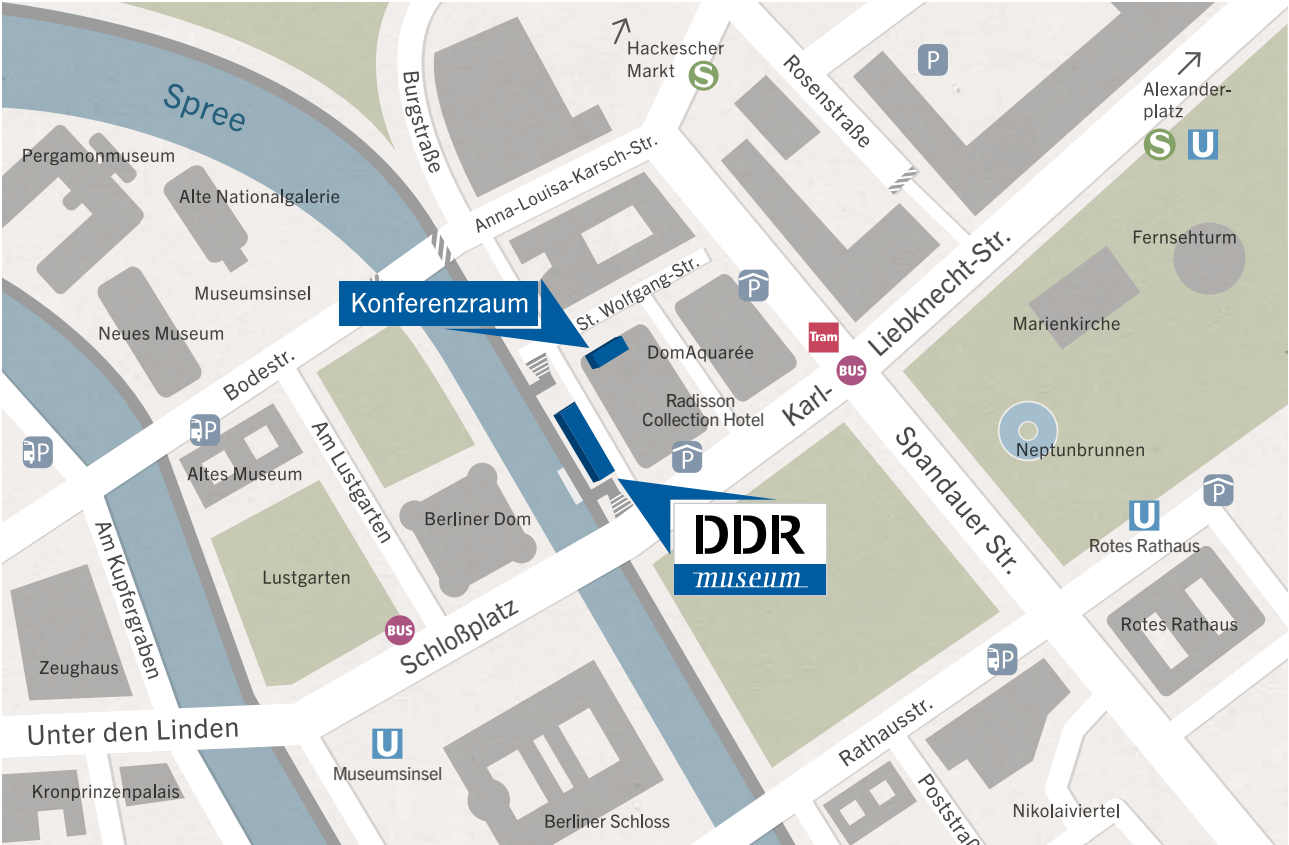 Hackescher
Markt
S
P
Alexander-
platz
S
U
Rosenstraße
Burgstraße
Spree
Pergamonmuseum
Alte Nationalgalerie
Anna-Louisa-Karsch-Str.
Fernsehturm
Museumsinsel
Konferenzraum
St. Wolfgang-Str.
P
Liebknecht-Str.
Neues Museum
Marienkirche
Tram
DomAquarée
BUS
Bodestr.
Radisson
Collection Hotel
Karl-
P
P
P
Am Lustgarten
Altes Museum
Neptunbrunnen
Spandauer Str.
P
Berliner Dom
DDR
museum
U
Rotes Rathaus
Am Kupfergraben
Lustgarten
BUS
Schloßplatz
Rotes Rathaus
Zeughaus
P
Unter den Linden
U
Museumsinsel
Rathausstr.
Kronprinzenpalais
Berliner Schloss
Poststraß
Nikolaiviertel